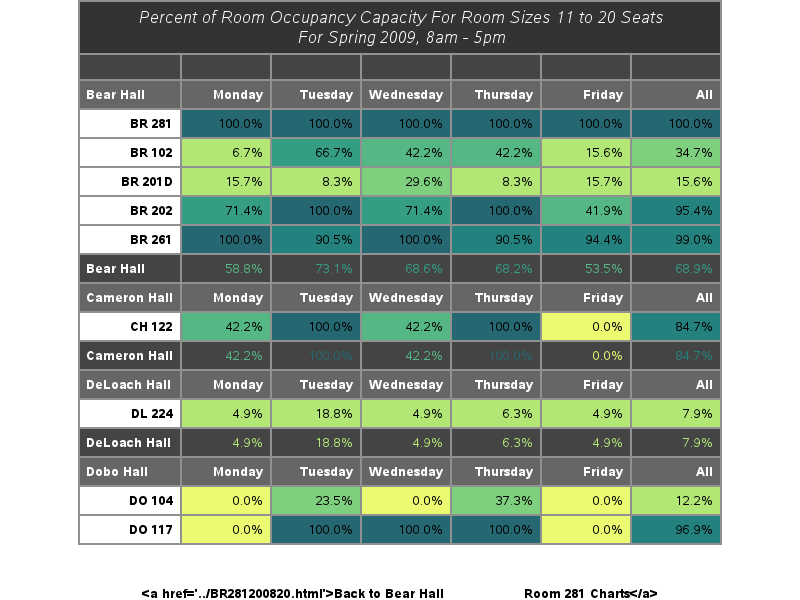 Percent of Room Occupancy Capacity For Room Sizes 11 to 20 Seats
For Spring 2009, 8am - 5pm
Bear Hall Monday Tuesday Wednesday Thursday Friday All
BR 281 100.0% 100.0% 100.0% 100.0% 100.0% 100.0%
BR 102 6.7% 66.7% 42.2% 42.2% 15.6% 34.7%
BR 201D 15.7% 8.3% 29.6% 8.3% 15.7% 15.6%
BR 202 71.4% 100.0% 71.4% 100.0% 41.9% 95.4%
BR 261 100.0% 90.5% 100.0% 90.5% 94.4% 99.0%
Bear Hall 58.8% 73.1% 68.6% 68.2% 53.5% 68.9%
Cameron Hall Monday Tuesday Wednesday Thursday Friday All
CH 122 42.2% 100.0% 42.2% 100.0% 0.0% 84.7%
Cameron Hall 42.2% 100.0% 42.2% 100.0% 0.0% 84.7%
DeLoach Hall Monday Tuesday Wednesday Thursday Friday All
DL 224 4.9% 18.8% 4.9% 6.3% 4.9% 7.9%
DeLoach Hall 4.9% 18.8% 4.9% 6.3% 4.9% 7.9%
Dobo Hall Monday Tuesday Wednesday Thursday Friday All
DO 104 0.0% 23.5% 0.0% 37.3% 0.0% 12.2%
DO 117 0.0% 100.0% 100.0% 100.0% 0.0% 96.9%
<a href='../BR281200820.html'>Back to Bear Hall Room 281 Charts</a>